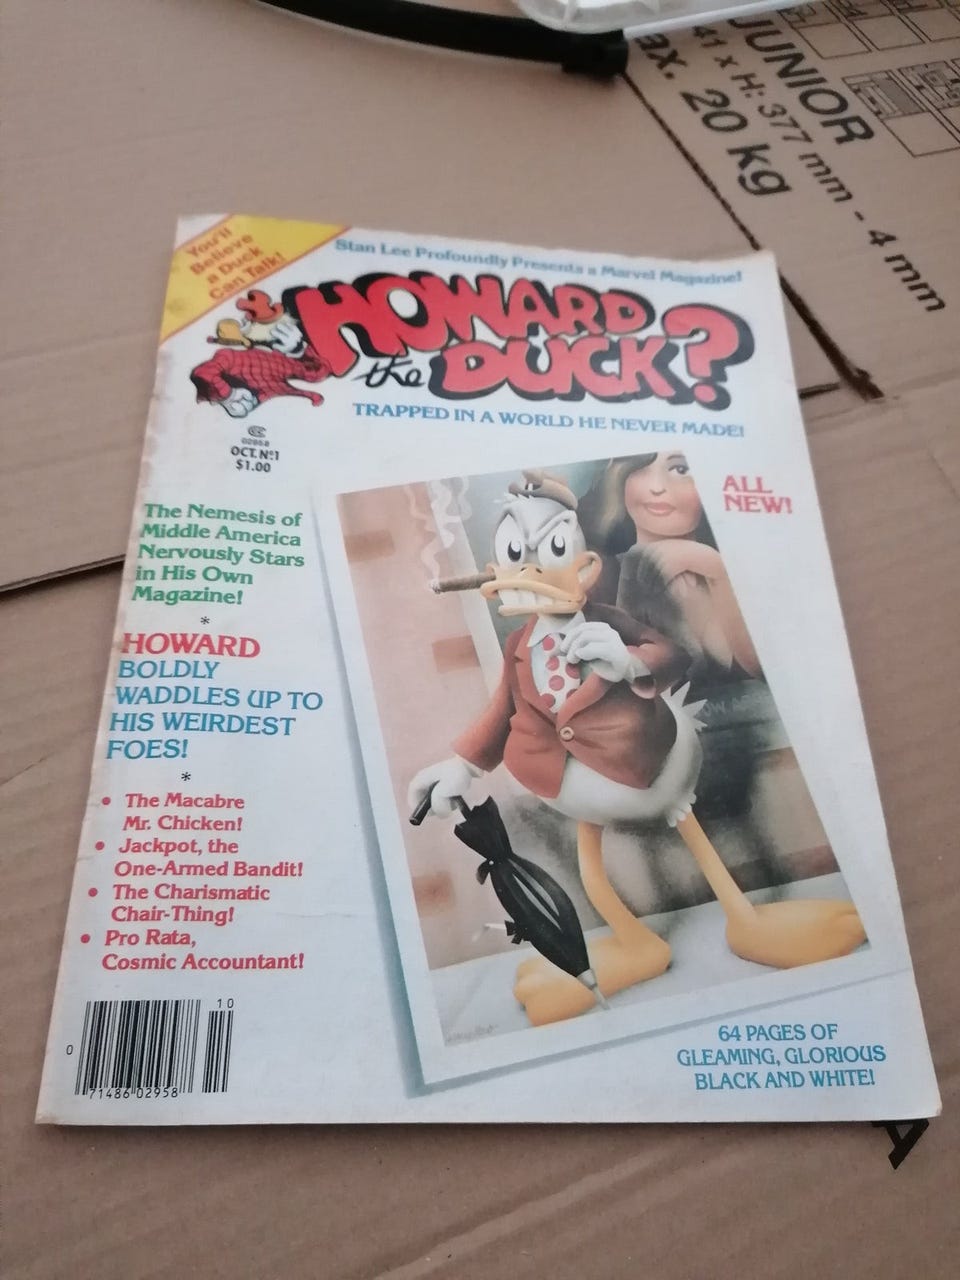 JUNIOR
41 x H: 377 mm - 4 mm
ax. 20 kg
You'll
Believe
a Duck
Can Talk!
Stan Lee Profoundly Presents a Marvel Magazine!
HOWARD
the DUCK?
TRAPPED IN A WORLD HE NEVER MADE!
CC
02958
OCT. Nº1
$1.00
ALL
NEW!
The Nemesis of
Middle America
Nervously Stars
in His Own
Magazine!
*
HOWARD
BOLDLY
WADDLES UP TO
HIS WEIRDEST
FOES!
*
• The Macabre
Mr. Chicken!
• Jackpot, the
One-Armed Bandit!
• The Charismatic
Chair-Thing!
• Pro Rata,
Cosmic Accountant!
10
0 71486 02958
64 PAGES OF
GLEAMING, GLORIOUS
BLACK AND WHITE!
A